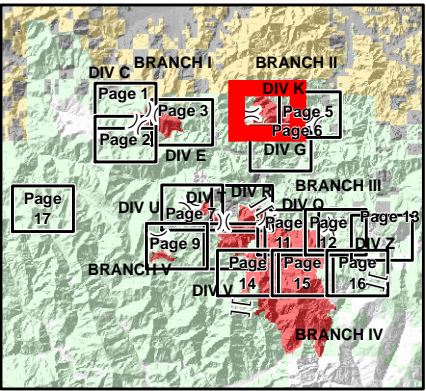 BRANCH I
BRANCH II
DIV C
DIV K
Page 1
Page 3
Page 5
Page 2
Page 6
DIV E
DIV G
Page
17
BRANCH III
DIV R
DIV U
DIV Q
Page 7
Page 13
Page
11
Page
12
Page 9
DIV Z
BRANCH V
Page
14
Page
15
Page
16
DIV V
BRANCH IV